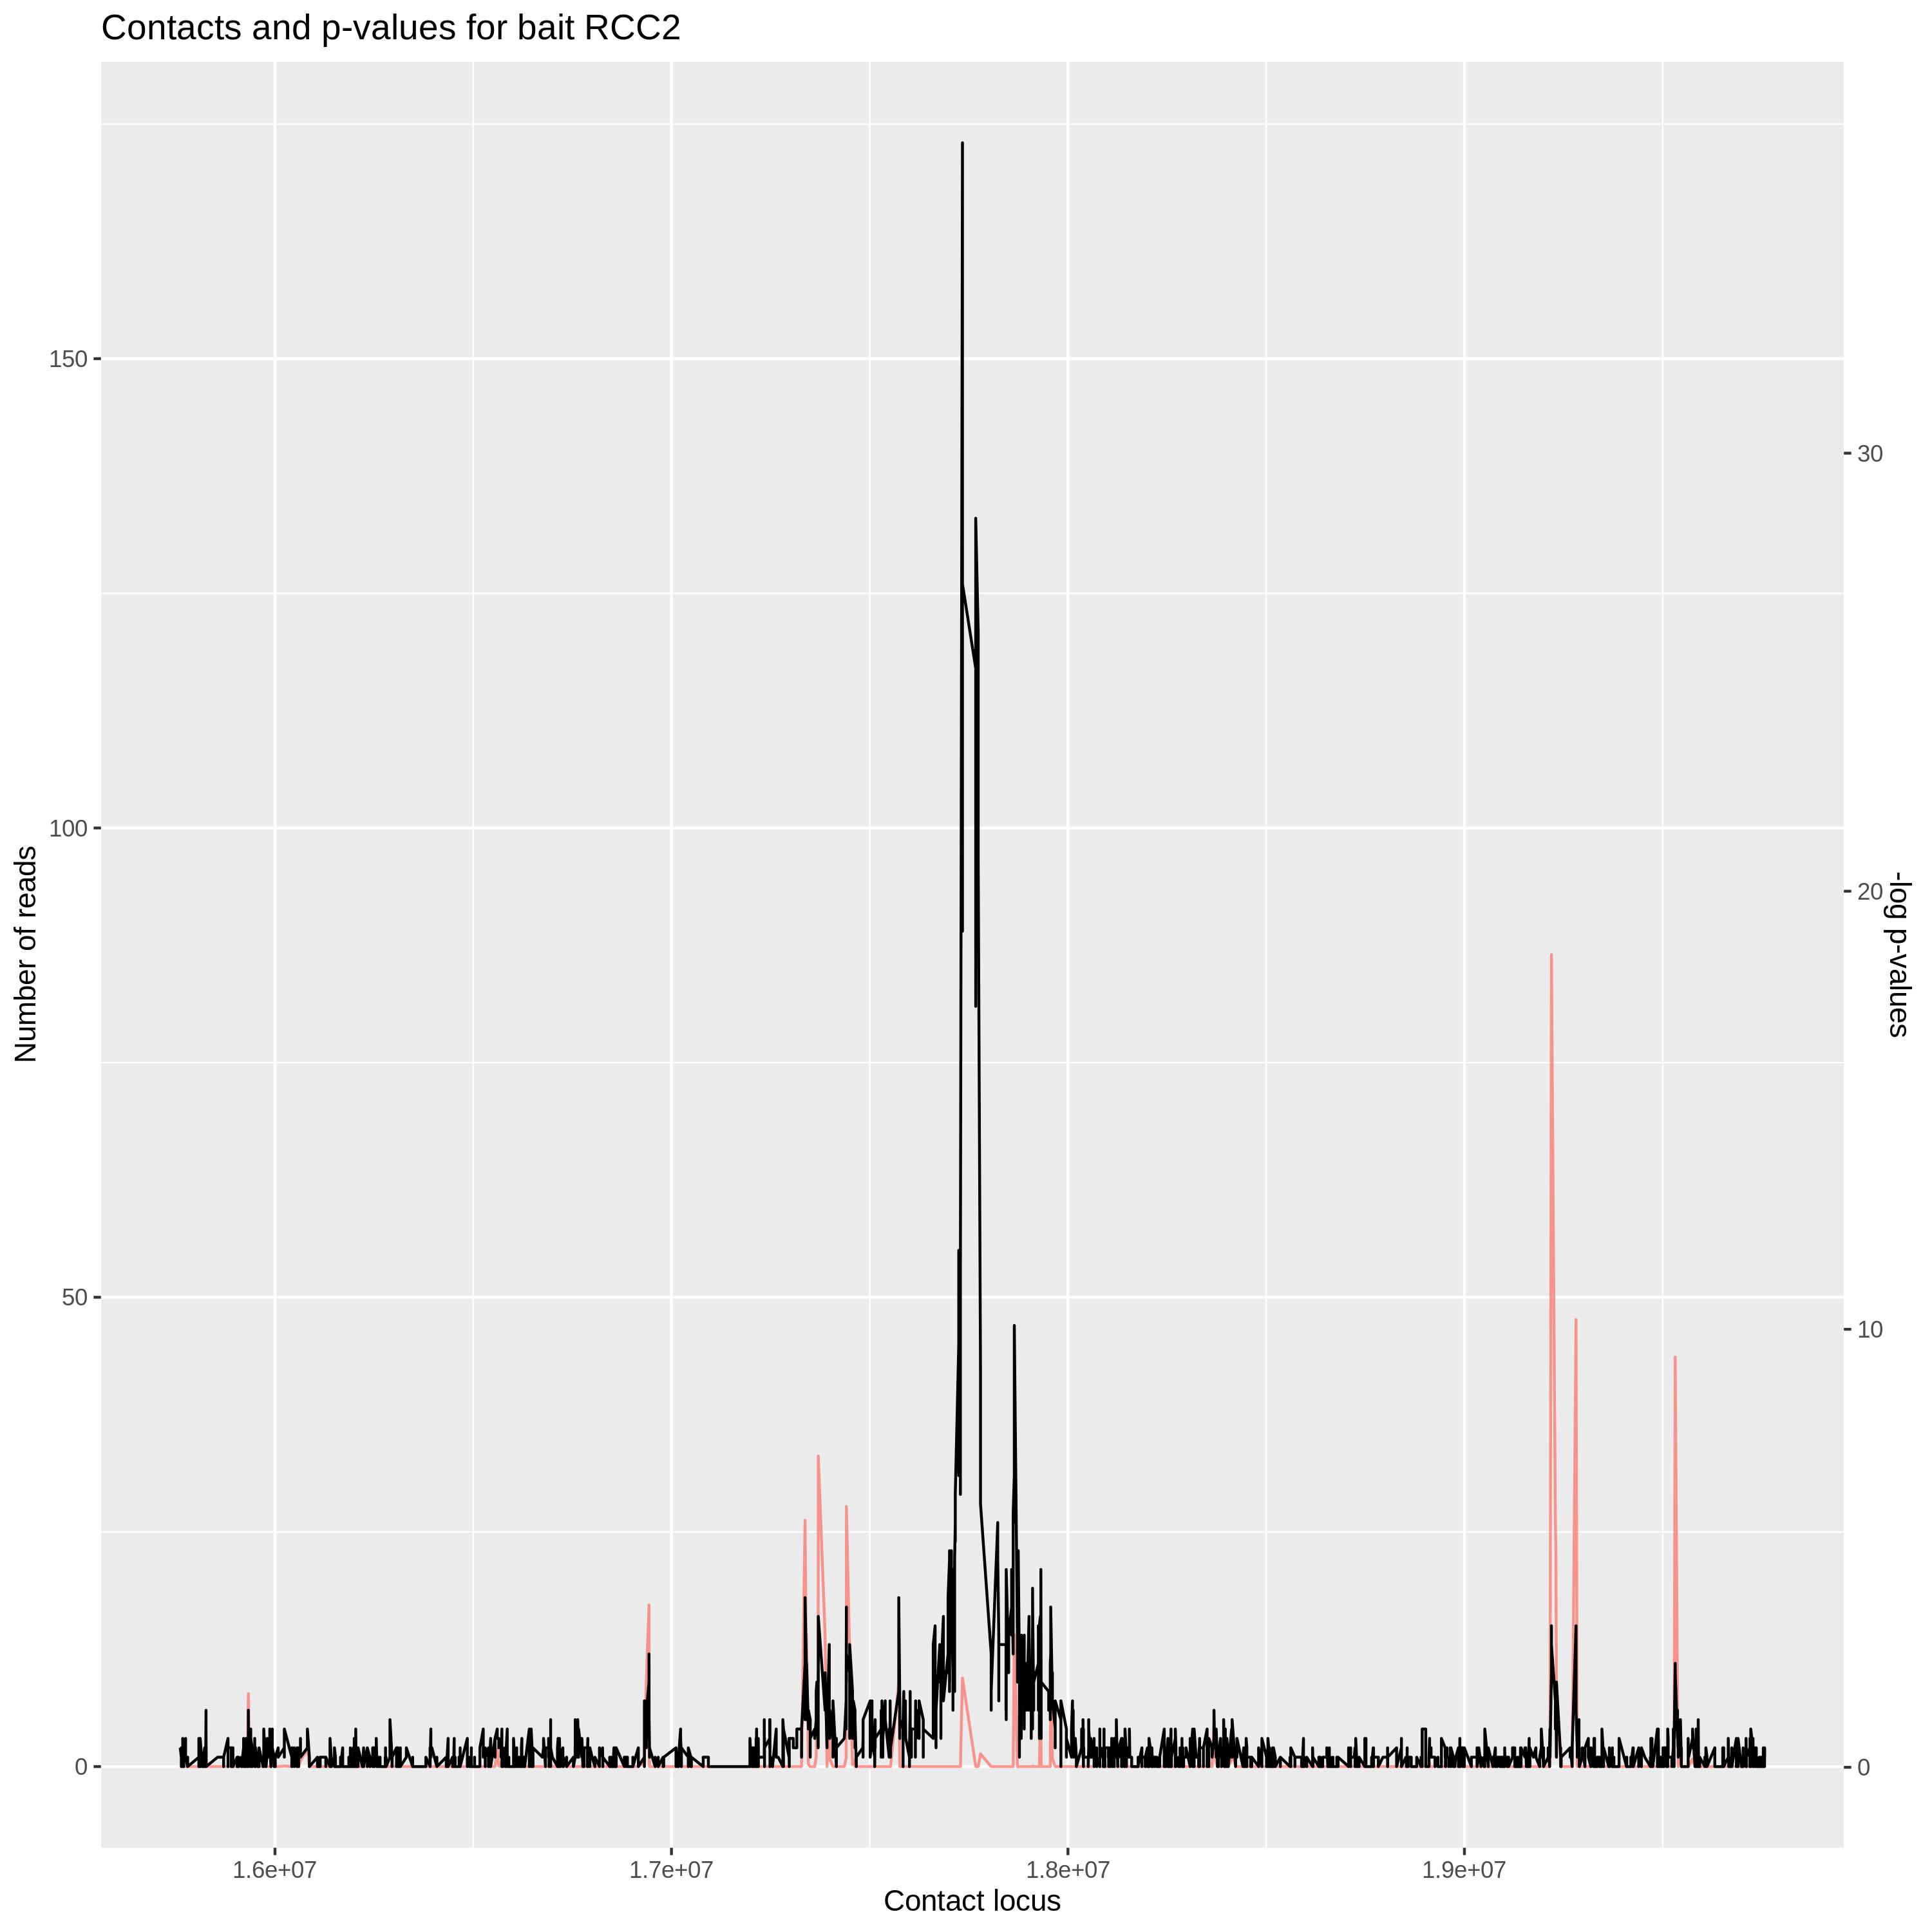 Contacts and p-values for bait RCC2
Number of reads
150
100
50
0
30
20
10
0
-log p-values
1.6e+07
1.7e+07
1.8e+07
1.9e+07
Contact locus